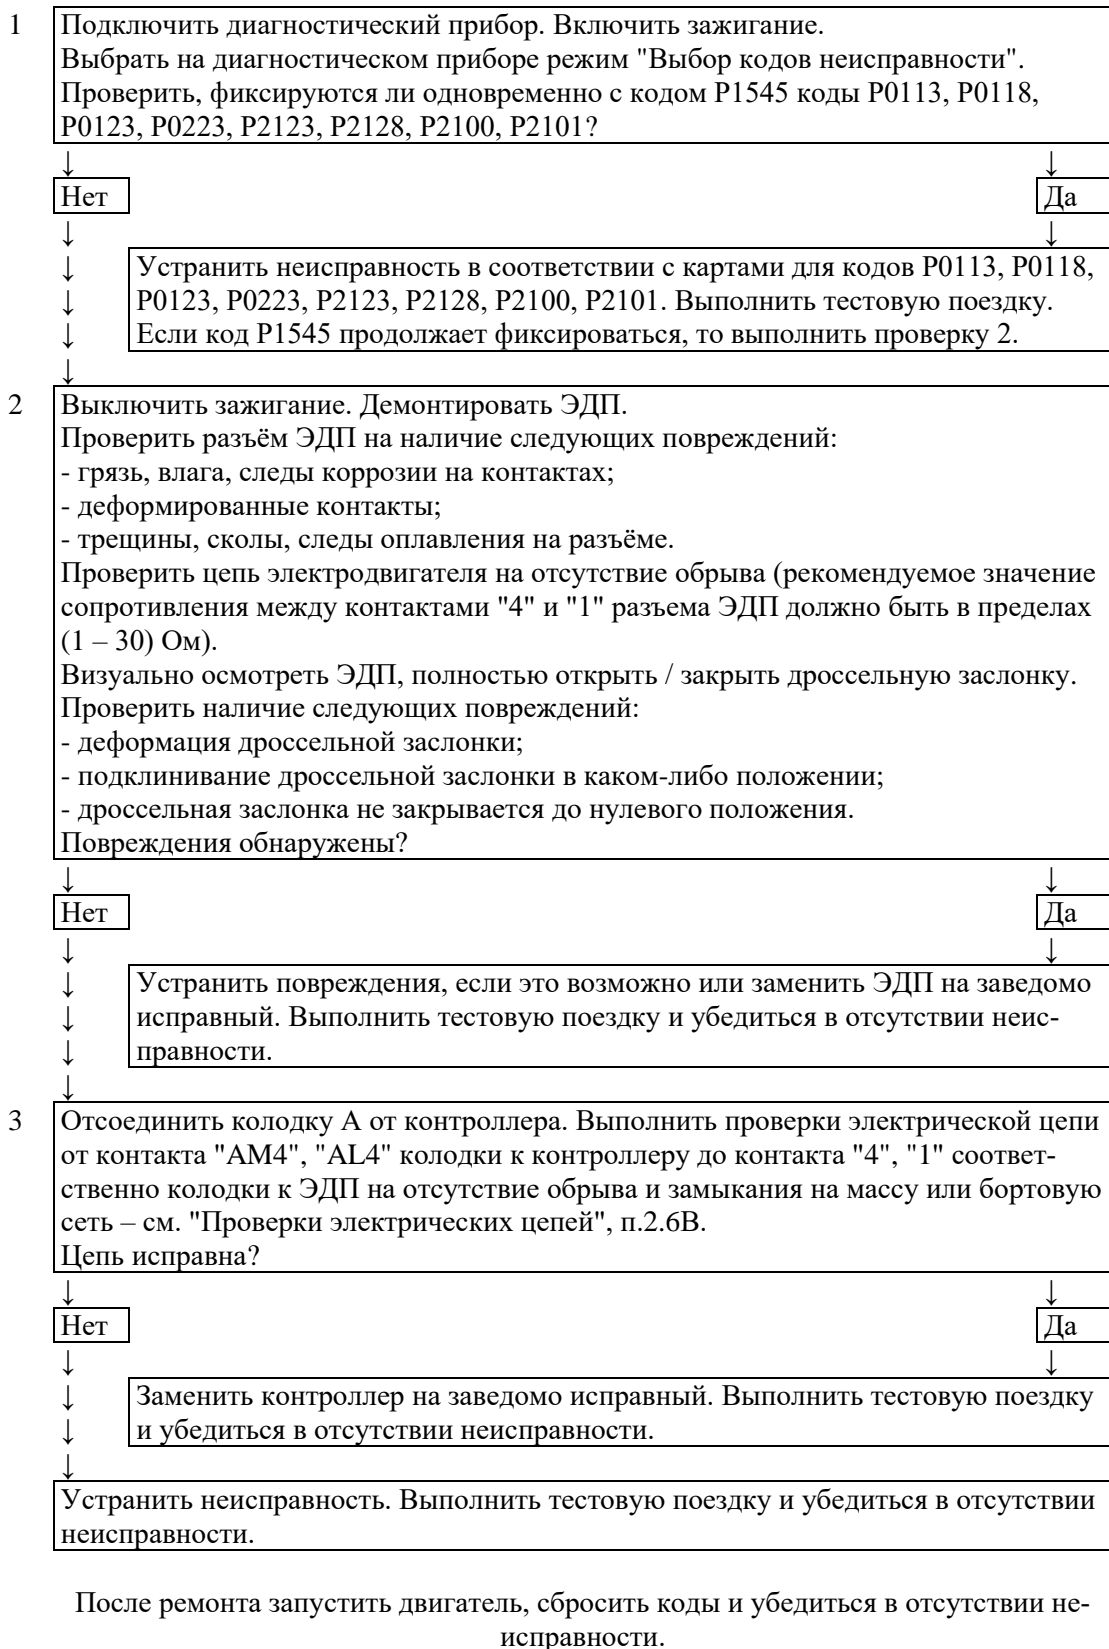 1 Подключить диагностический прибор. Включить зажигание.
Выбрать на диагностическом приборе режим "Выбор кодов неисправности".
Проверить, фиксируются ли одновременно с кодом P1545 коды P0113, P0118,
P0123, P0223, P2123, P2128, P2100, P2101?
↓ ↓
Нет Да
↓ ↓
↓ Устранить неисправность в соответствии с картами для кодов P0113, P0118,
↓ P0123, P0223, P2123, P2128, P2100, P2101. Выполнить тестовую поездку.
↓ Если код P1545 продолжает фиксироваться, то выполнить проверку 2.
↓
2 Выключить зажигание. Демонтировать ЭДП.
Проверить разъём ЭДП на наличие следующих повреждений:
- грязь, влага, следы коррозии на контактах;
- деформированные контакты;
- трещины, сколы, следы оплавления на разъёме.
Проверить цепь электродвигателя на отсутствие обрыва (рекомендуемое значение
сопротивления между контактами "4" и "1" разъема ЭДП должно быть в пределах
(1 – 30) Ом).
Визуально осмотреть ЭДП, полностью открыть / закрыть дроссельную заслонку.
Проверить наличие следующих повреждений:
- деформация дроссельной заслонки;
- подклинивание дроссельной заслонки в каком-либо положении;
- дроссельная заслонка не закрывается до нулевого положения.
Повреждения обнаружены?
↓ ↓
Нет Да
↓ ↓
↓ Устранить повреждения, если это возможно или заменить ЭДП на заведомо
↓ исправный. Выполнить тестовую поездку и убедиться в отсутствии неис-
↓ правности.
↓
3 Отсоединить колодку А от контроллера. Выполнить проверки электрической цепи
от контакта "AM4", "AL4" колодки к контроллеру до контакта "4", "1" соответ-
ственно колодки к ЭДП на отсутствие обрыва и замыкания на массу или бортовую
сеть – см. "Проверки электрических цепей", п.2.6В.
Цепь исправна?
↓ ↓
Нет Да
↓ ↓
↓ Заменить контроллер на заведомо исправный. Выполнить тестовую поездку
↓ и убедиться в отсутствии неисправности.
↓
Устранить неисправность. Выполнить тестовую поездку и убедиться в отсутствии
неисправности.
После ремонта запустить двигатель, сбросить коды и убедиться в отсутствии не-
исправности.